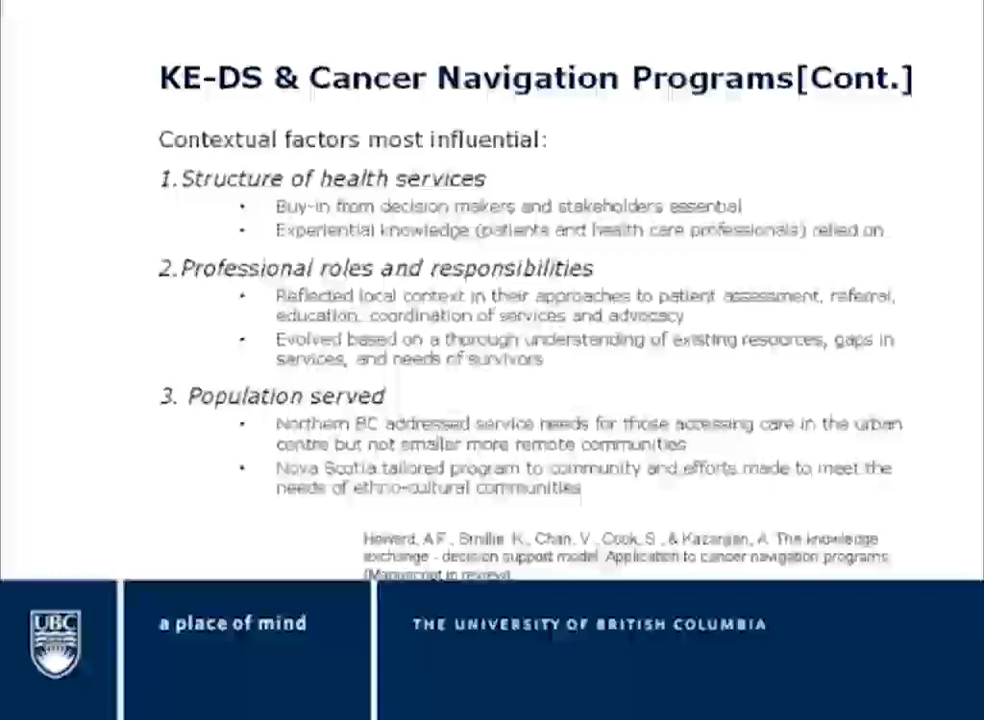 KE-DS & Cancer Navigation Programs[Cont.]
Contextual factors most influential:
1. Structure of health services
• Buy-in from decision makers and stakeholders essential
• Experiential knowledge (patients and health care professionals) relied on
2. Professional roles and responsibilities
• Reflected local context in their approaches to patient assessment, referral,
education, coordination of services and advocacy
• Evolved based on a thorough understanding of existing resources, gaps in
services, and needs of survivors
3. Population served
• Northern BC addressed service needs for those accessing care in the urban
centre but not smaller more remote communities
• Nova Scotia tailored program to community and efforts made to meet the
needs of ethno-cultural communities
Howard, A.F., Smillie, K., Chan, V., Cook, S., & Kazanjian, A. The knowledge
exchange - decision support model: Application to cancer navigation programs
(Manuscript in review).
UBC
a place of mind
THE UNIVERSITY OF BRITISH COLUMBIA